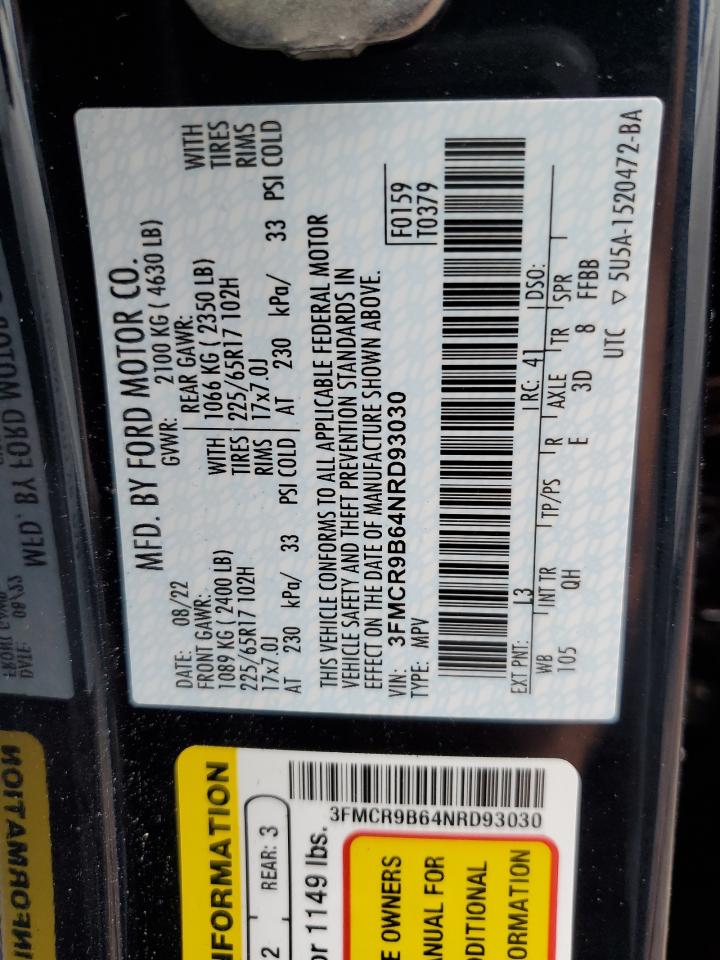 MFD. BY FORD MOTOR CO.
DATE: 08/22 GVWR: 2100 KG ( 4630 LB)
FRONT GAWR: REAR GAWR:
1089 KG ( 2400 LB) WITH 1066 KG ( 2350 LB) WITH
225/65R17 102H TIRES 225/65R17 102H TIRES
17x7.0J RIMS 17x7.0J RIMS
AT 230 kPa/ 33 PSI COLD AT 230 kPa/ 33 PSI COLD
THIS VEHICLE CONFORMS TO ALL APPLICABLE FEDERAL MOTOR
VEHICLE SAFETY AND THEFT PREVENTION STANDARDS IN
EFFECT ON THE DATE OF MANUFACTURE SHOWN ABOVE.
VIN: 3FMCR9B64NRD93030 F0159
TYPE: MPV T0379
EXT PNT: L3 RC: 41 DSO:
WB INT TR TP/PS R AXLE TR SPR
105 QH E 3D 8 FFBB
UTC ▽ 5U5A-1520472-BA
NFORMATION
2 REAR: 3
or 1149 lbs.
3FMCR9B64NRD93030
E OWNERS
ANUAL FOR
DDITIONAL
ORMATION